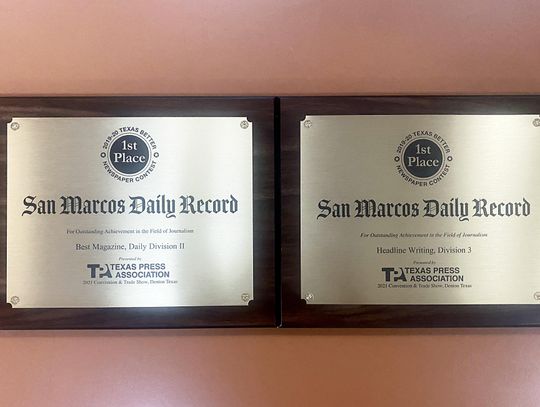 2019-20 TEXAS BETTER
NEWSPAPER CONTEST
1st
Place
San Marcos Daily Record
For Outstanding Achievement in the Field of Journalism
Best Magazine, Daily Division II
Presented by
TPA TEXAS PRESS
ASSOCIATION
2021 Convention & Trade Show, Denton Texas
2019-20 TEXAS BETTER
NEWSPAPER CONTEST
1st
Place
San Marcos Daily Record
For Outstanding Achievement in the Field of Journalism
Headline Writing, Division 3
Presented by
TPA TEXAS PRESS
ASSOCIATION
2021 Convention & Trade Show, Denton Texas